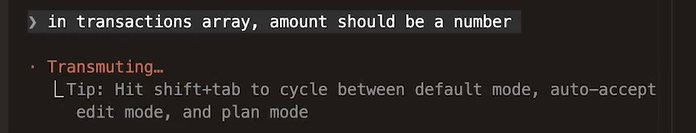 ❯ in transactions array, amount should be a number
· Transmuting…
⎿ Tip: Hit shift+tab to cycle between default mode, auto-accept
edit mode, and plan mode